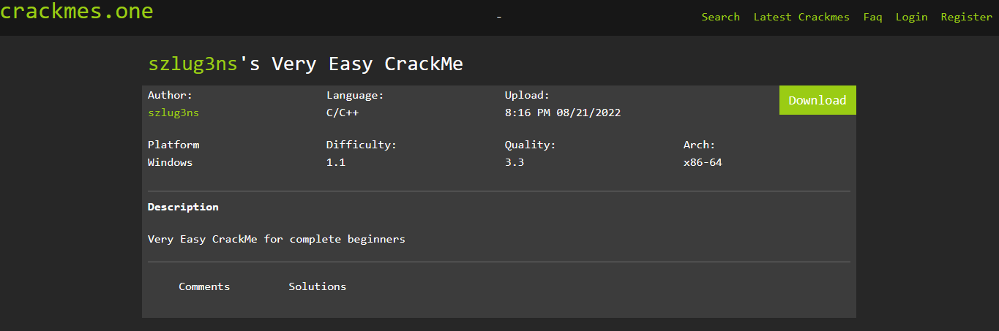 crackmes.one
- Search Latest Crackmes Faq Login Register
szlug3ns's Very Easy CrackMe
Author: Language: Upload: Download
szlug3ns C/C++ 8:16 PM 08/21/2022
Platform Difficulty: Quality: Arch:
Windows 1.1 3.3 x86-64
Description
Very Easy CrackMe for complete beginners
Comments Solutions